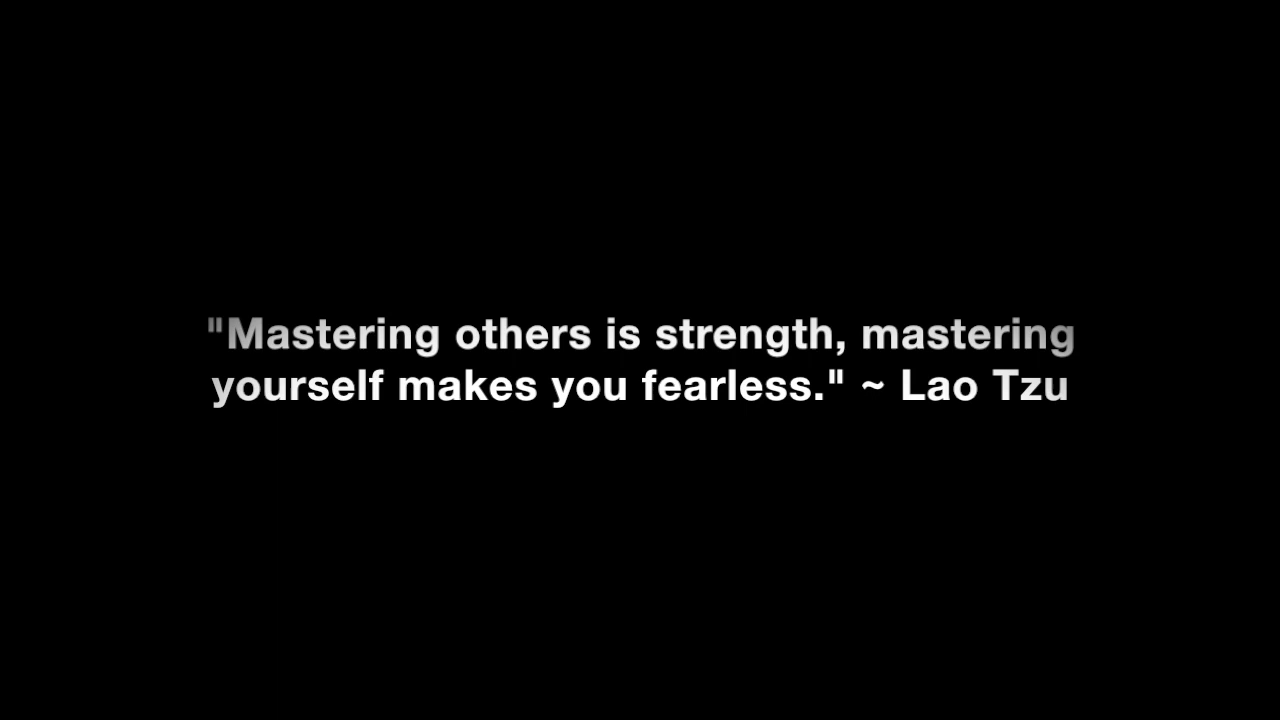 "Mastering others is strength, mastering
yourself makes you fearless." ~ Lao Tzu